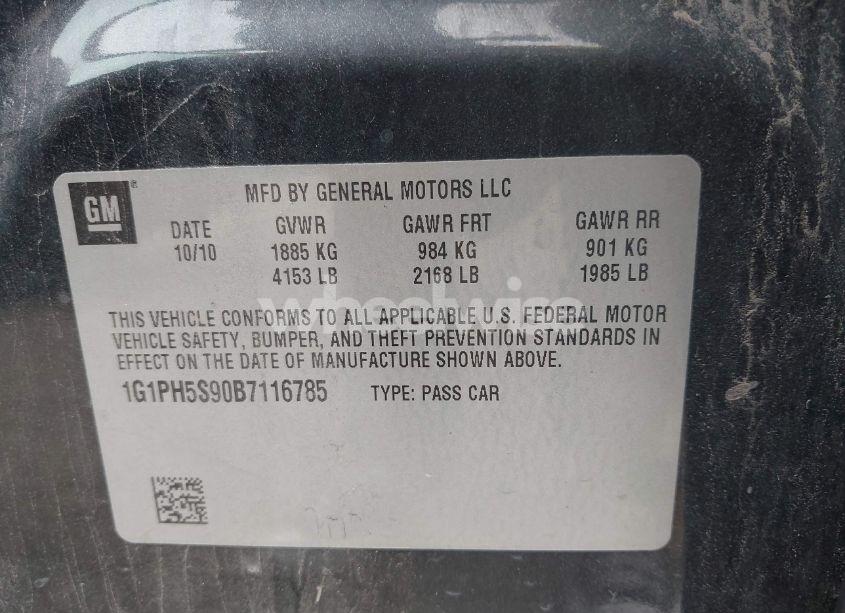 GM
MFD BY GENERAL MOTORS LLC
DATE GVWR GAWR FRT GAWR RR
10/10 1885 KG 984 KG 901 KG
4153 LB 2168 LB 1985 LB
wheelwire
THIS VEHICLE CONFORMS TO ALL APPLICABLE U.S. FEDERAL MOTOR
VEHICLE SAFETY, BUMPER, AND THEFT PREVENTION STANDARDS IN
EFFECT ON THE DATE OF MANUFACTURE SHOWN ABOVE.
1G1PH5S90B7116785 TYPE: PASS CAR